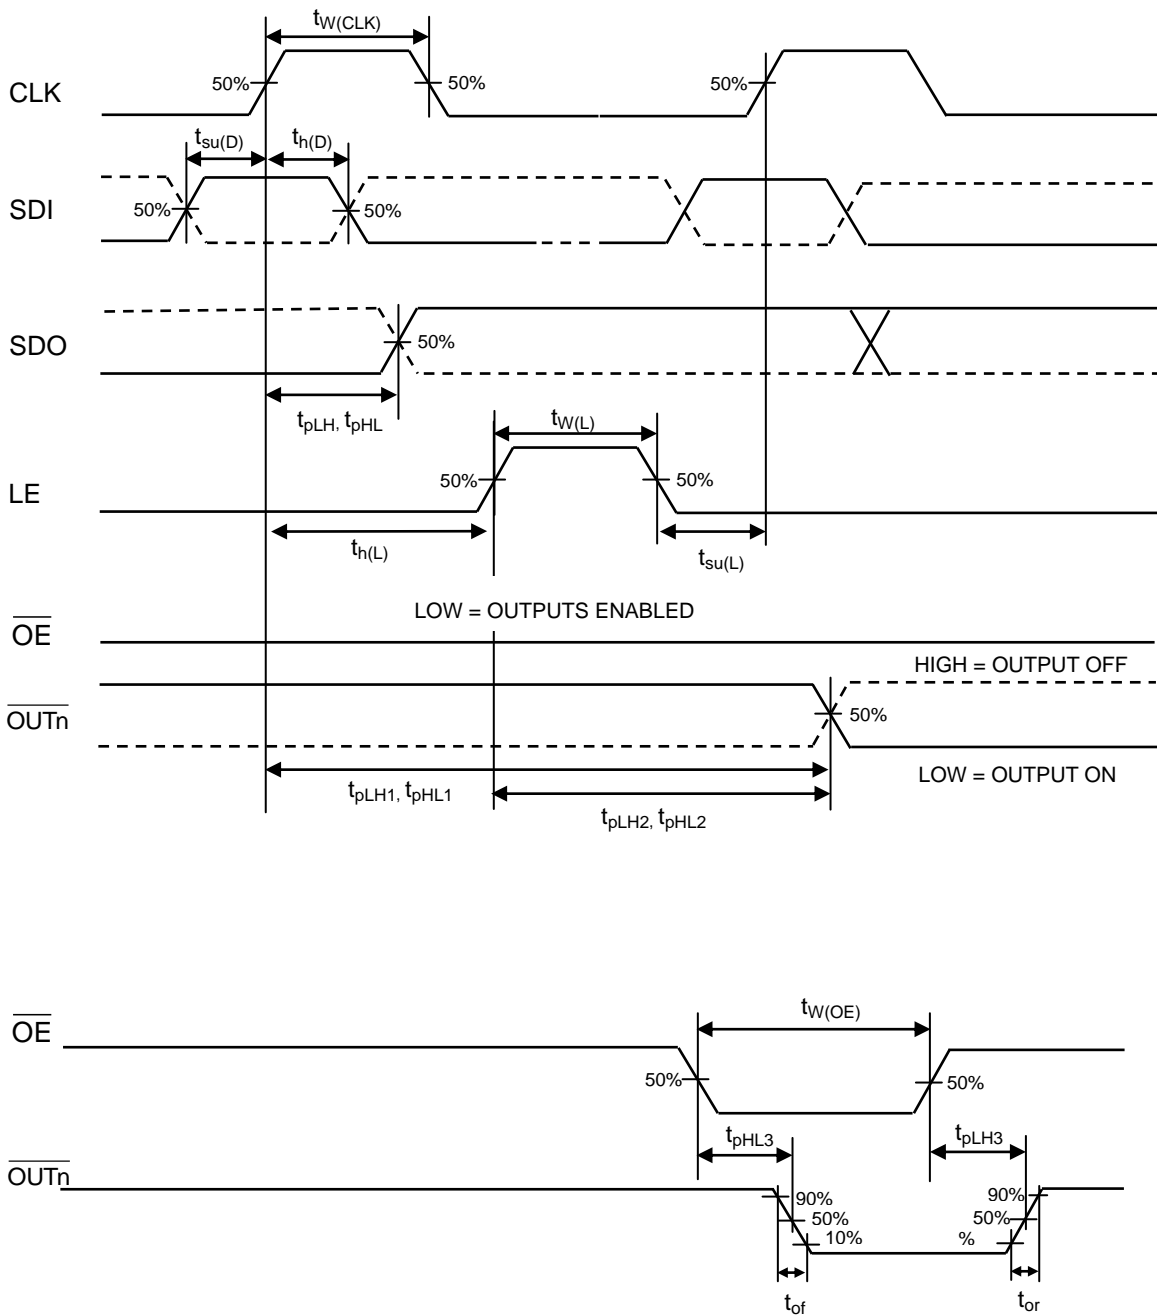 tW(CLK)
CLK
50%
50%
50%
tsu(D)
th(D)
SDI
50%
50%
SDO
50%
tpLH, tpHL
tW(L)
LE
50%
50%
th(L)
tsu(L)
LOW = OUTPUTS ENABLED
OE
HIGH = OUTPUT OFF
OUTn
50%
LOW = OUTPUT ON
tpLH1, tpHL1
tpLH2, tpHL2
OE
tW(OE)
50%
50%
tpHL3
tpLH3
OUTn
90%
90%
50%
50%
10%
%
tof
tor